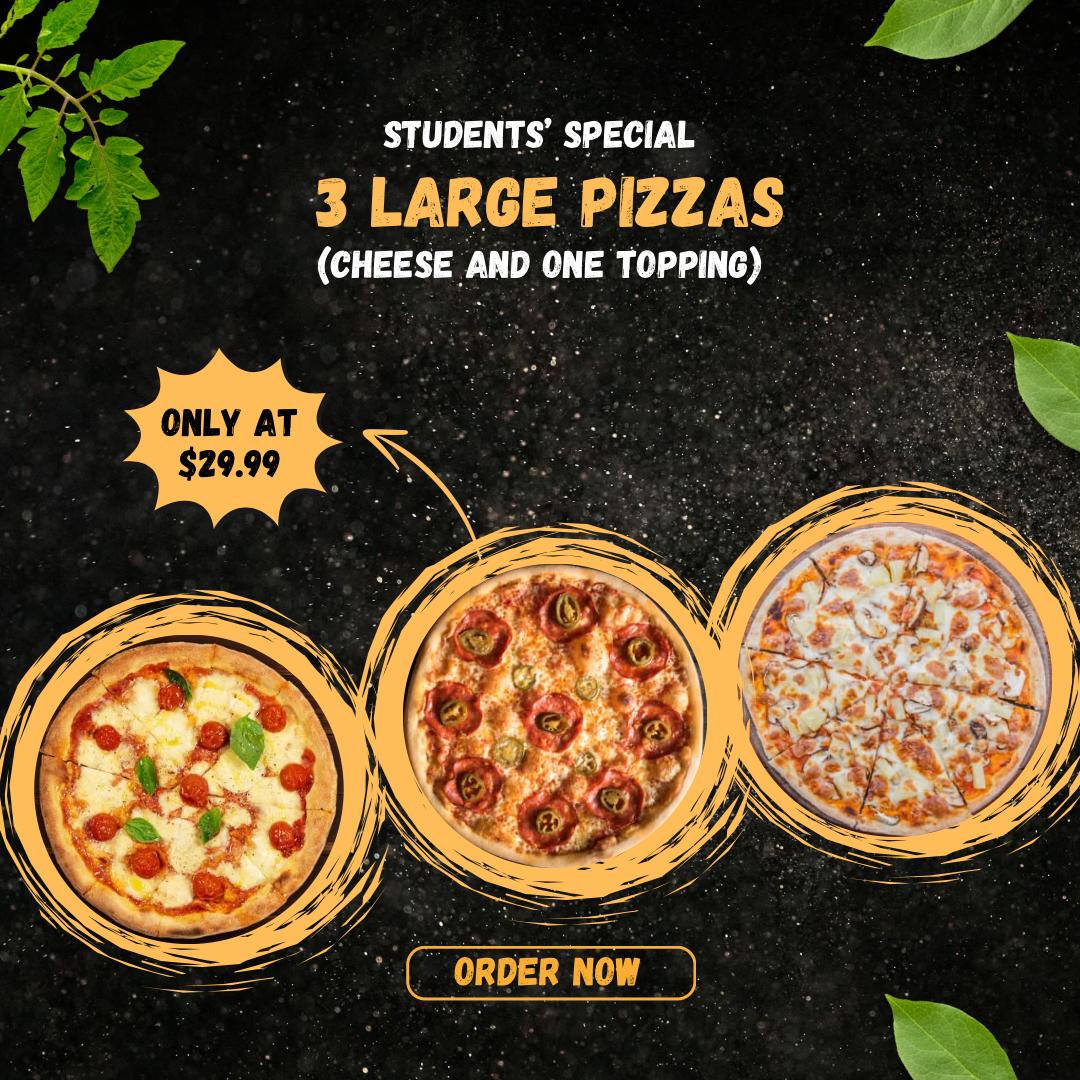 STUDENTS' SPECIAL
3 LARGE PIZZAS
(CHEESE AND ONE TOPPING)
ONLY AT
$29.99
ORDER NOW